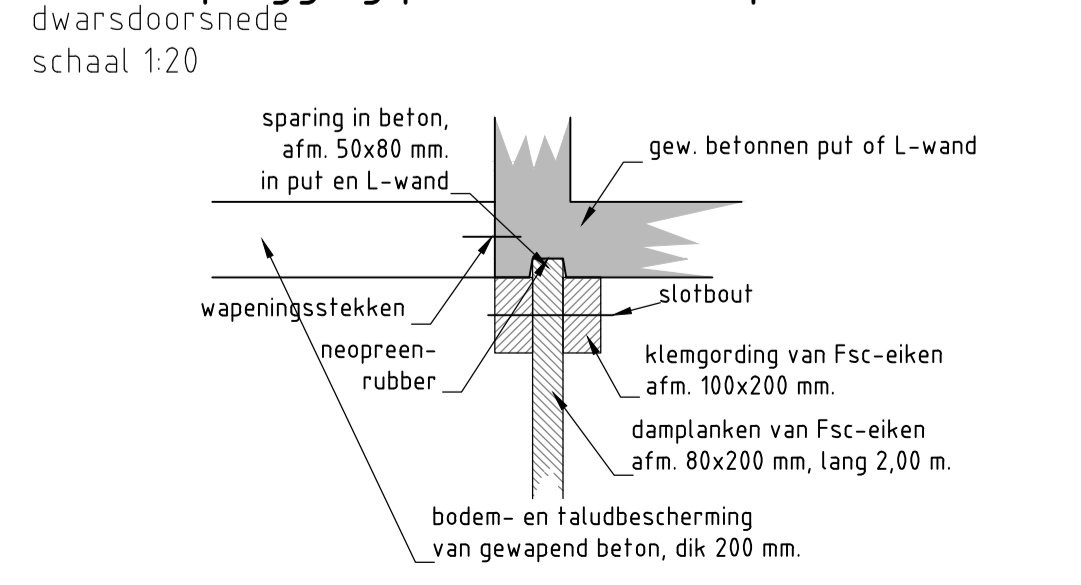 dwarsdoorsnede
schaal 1:20
sparing in beton,
afm. 50x80 mm.
in put en L-wand
gew. betonnen put of L-wand
wapeningsstekken
slotbout
neopreen-
rubber
klemgording van Fsc-eiken
afm. 100x200 mm.
damplanken van Fsc-eiken
afm. 80x200 mm, lang 2,00 m.
bodem- en taludbescherming
van gewapend beton, dik 200 mm.